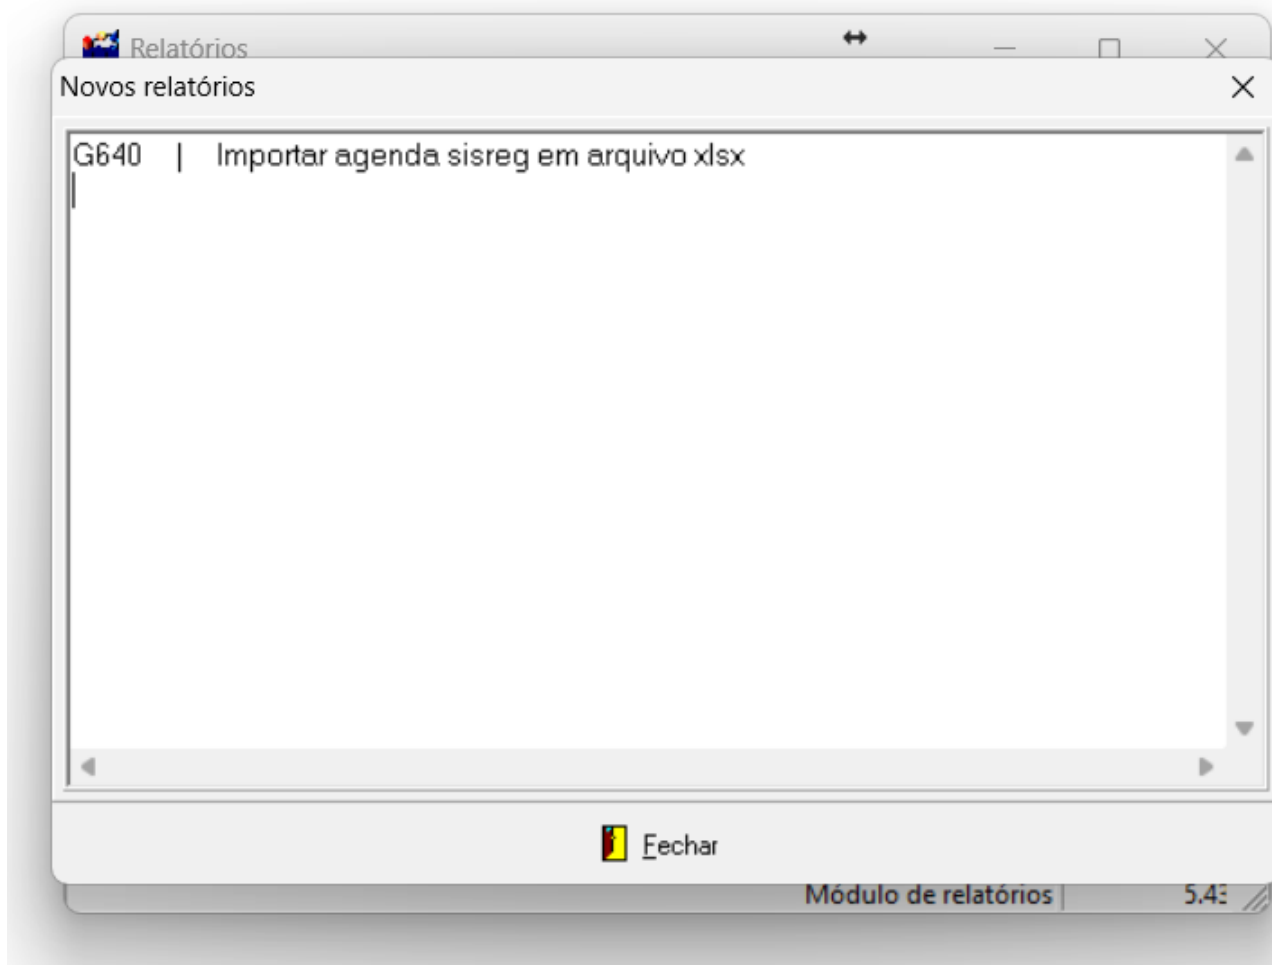 Relatórios
Novos relatórios
G640 | Importar agenda sisreg em arquivo xlsx
Fechar
Módulo de relatórios